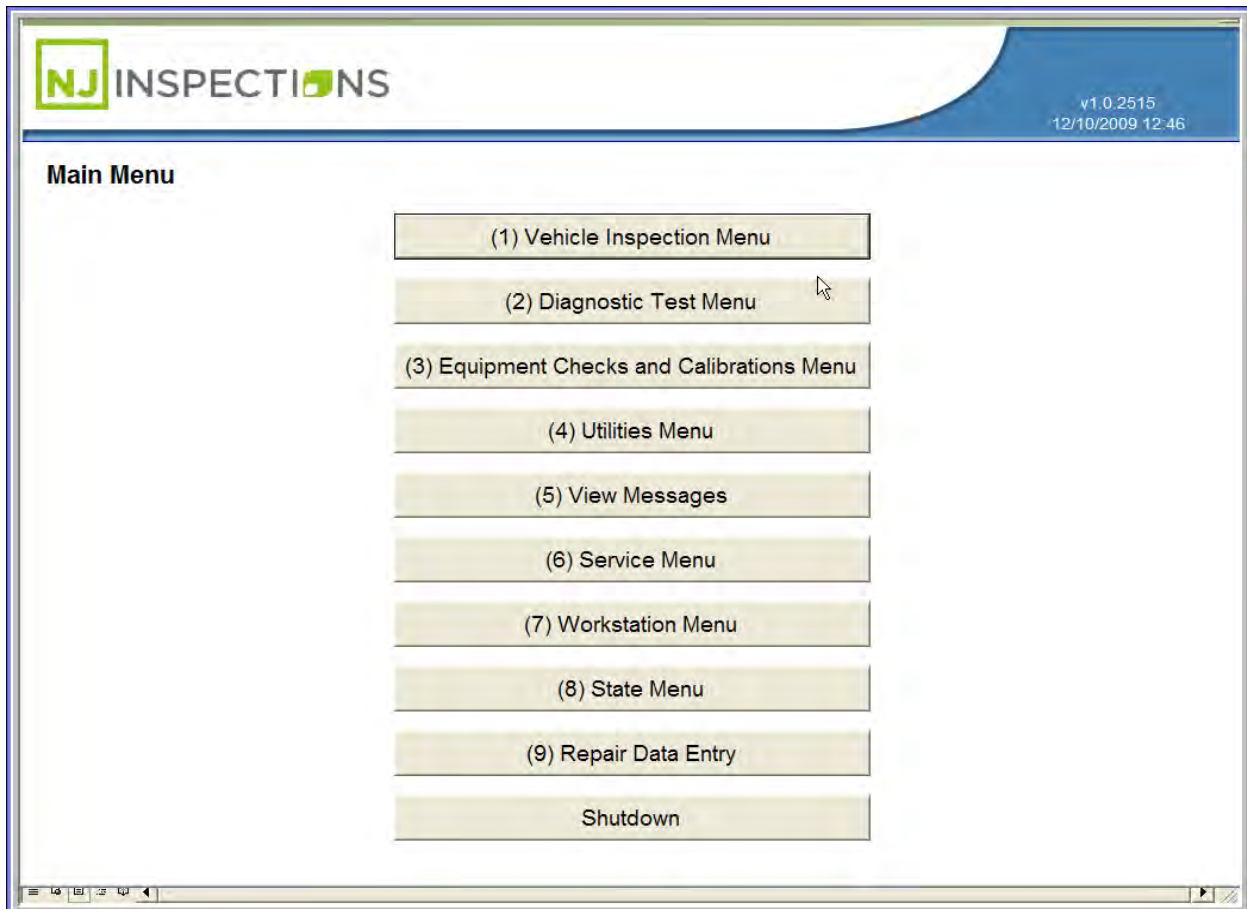 NJ INSPECTIONS
v1.0.2515
12/10/2009 12:46
Main Menu
(1) Vehicle Inspection Menu
(2) Diagnostic Test Menu
(3) Equipment Checks and Calibrations Menu
(4) Utilities Menu
(5) View Messages
(6) Service Menu
(7) Workstation Menu
(8) State Menu
(9) Repair Data Entry
Shutdown